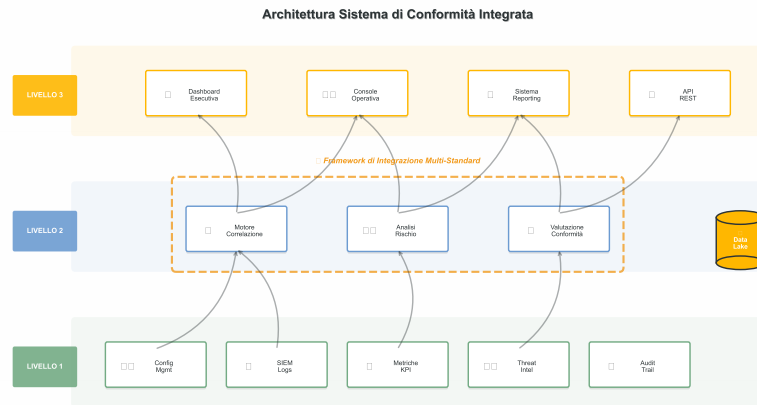 Architettura Sistema di Conformità Integrata
LIVELLO 3
Dashboard
Esecutiva
Console
Operativa
Sistema
Reporting
API
REST
Framework di Integrazione Multi-Standard
LIVELLO 2
Motore
Correlazione
Analisi
Rischio
Valutazione
Conformità
Data
Lake
LIVELLO 1
Config
Mgmt
SIEM
Logs
Metriche
KPI
Threat
Intel
Audit
Trail